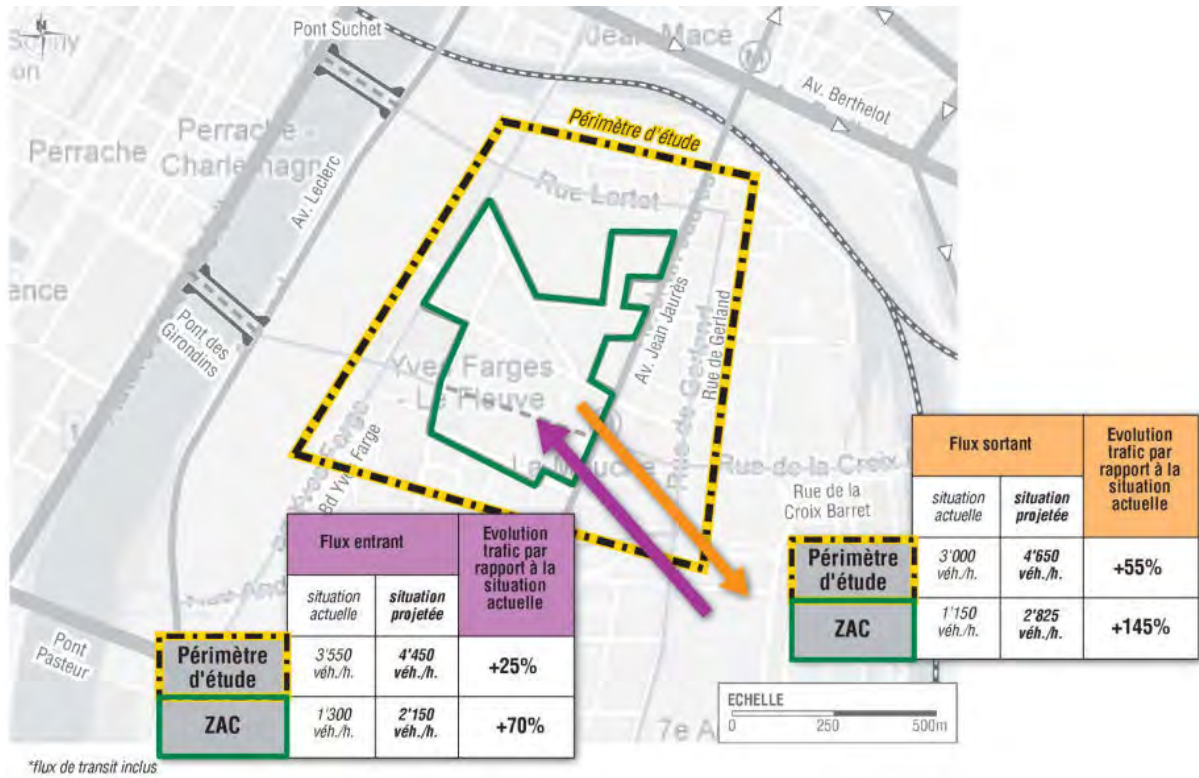 N
Pont Suchet
Jean Macé
M
Av. Berthelot
Perrache
Perrache -
Av. Leclerc
Périmètre d'étude
Rue Lortet
Pont des
Girondins
Av. Jean Jaurès
Rue de Gerland
Rue de Gerland
Yves Farges
- Le Fleuve
Bd Yves Farge
La Mouche
Rue de la Croix
Rue de la
Croix Barret
Flux sortant
Evolution
trafic par
rapport à la
situation
actuelle
situation
actuelle
situation
projetée
Périmètre
d'étude
3'000
véh./h.
4'650
véh./h.
+55%
ZAC
1'150
véh./h.
2'825
véh./h.
+145%
Flux entrant
Evolution
trafic par
rapport à la
situation
actuelle
situation
actuelle
situation
projetée
Périmètre
d'étude
3'550
véh./h.
4'450
véh./h.
+25%
ZAC
1'300
véh./h.
2'150
véh./h.
+70%
Pont
Pasteur
ECHELLE
0 250 500m
7e
*flux de transit inclus